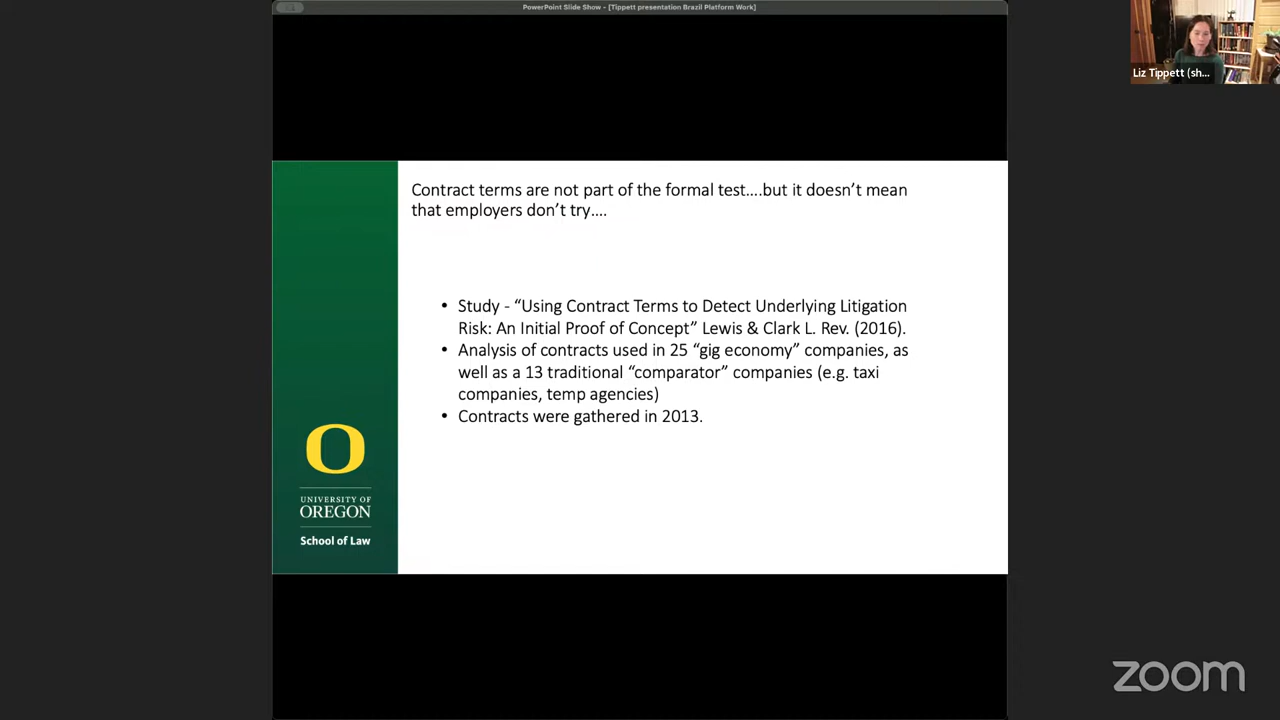 PowerPoint Slide Show - [Tippett presentation Brazil Platform Work]
Liz Tippett (sh...
Contract terms are not part of the formal test….but it doesn’t mean
that employers don’t try….
• Study - “Using Contract Terms to Detect Underlying Litigation
Risk: An Initial Proof of Concept” Lewis & Clark L. Rev. (2016).
• Analysis of contracts used in 25 “gig economy” companies, as
well as a 13 traditional “comparator” companies (e.g. taxi
companies, temp agencies)
• Contracts were gathered in 2013.
O
UNIVERSITY OF
OREGON
School of Law
zoom